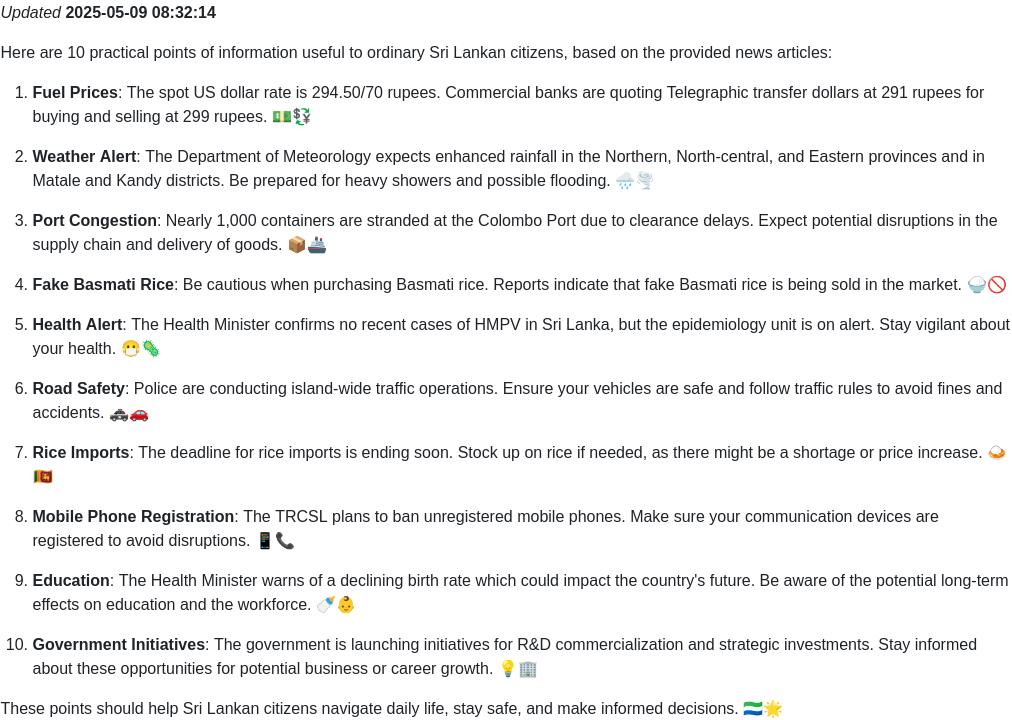 Updated 2025-05-09 08:32:14
Here are 10 practical points of information useful to ordinary Sri Lankan citizens, based on the provided news articles:
1. Fuel Prices: The spot US dollar rate is 294.50/70 rupees. Commercial banks are quoting Telegraphic transfer dollars at 291 rupees for
buying and selling at 299 rupees. 💵💱
2. Weather Alert: The Department of Meteorology expects enhanced rainfall in the Northern, North-central, and Eastern provinces and in
Matale and Kandy districts. Be prepared for heavy showers and possible flooding. 🌧️🌪️
3. Port Congestion: Nearly 1,000 containers are stranded at the Colombo Port due to clearance delays. Expect potential disruptions in the
supply chain and delivery of goods. 📦🚢
4. Fake Basmati Rice: Be cautious when purchasing Basmati rice. Reports indicate that fake Basmati rice is being sold in the market. 🍚🚫
5. Health Alert: The Health Minister confirms no recent cases of HMPV in Sri Lanka, but the epidemiology unit is on alert. Stay vigilant about
your health. 😷🦠
6. Road Safety: Police are conducting island-wide traffic operations. Ensure your vehicles are safe and follow traffic rules to avoid fines and
accidents. 🚓🚗
7. Rice Imports: The deadline for rice imports is ending soon. Stock up on rice if needed, as there might be a shortage or price increase. 🍛
🇱🇰
8. Mobile Phone Registration: The TRCSL plans to ban unregistered mobile phones. Make sure your communication devices are
registered to avoid disruptions. 📱📞
9. Education: The Health Minister warns of a declining birth rate which could impact the country's future. Be aware of the potential long-term
effects on education and the workforce. 🍼👶
10. Government Initiatives: The government is launching initiatives for R&D commercialization and strategic investments. Stay informed
about these opportunities for potential business or career growth. 💡🏢
These points should help Sri Lankan citizens navigate daily life, stay safe, and make informed decisions. 🇸🇱🌟